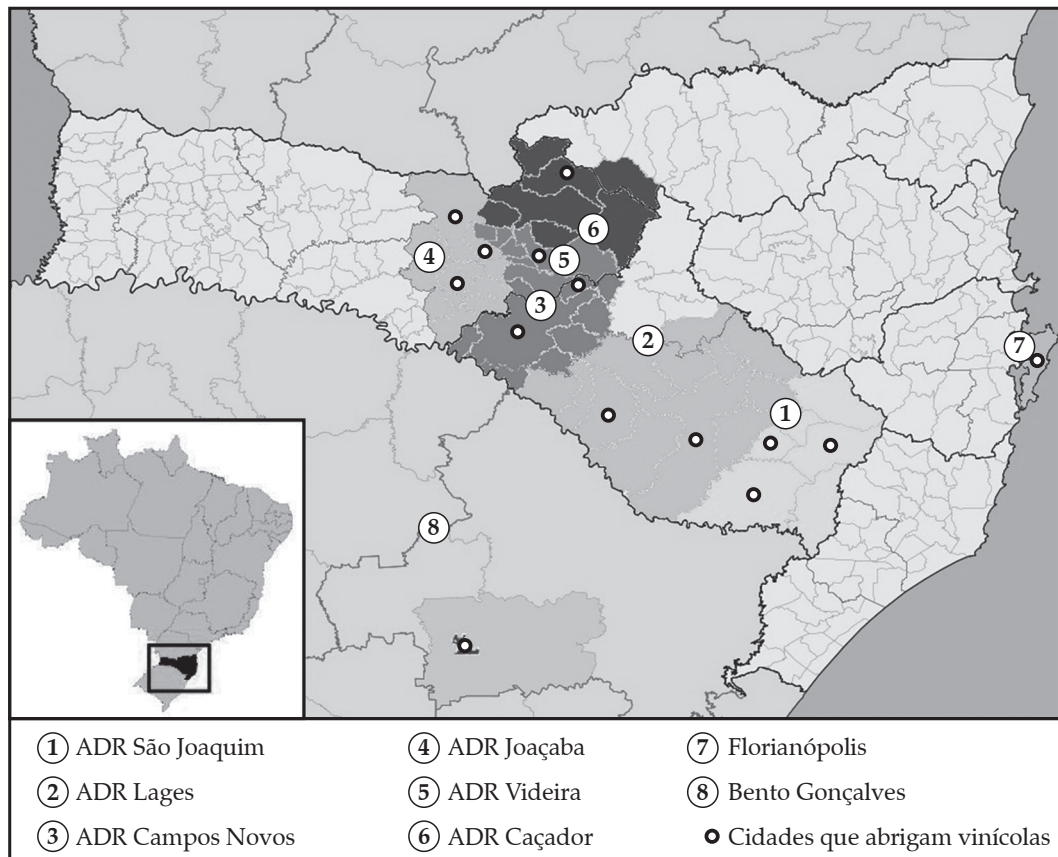 6
4
5
3
2
7
1
8
1 ADR São Joaquim
2 ADR Lages
3 ADR Campos Novos
4 ADR Joaçaba
5 ADR Videira
6 ADR Caçador
7 Florianópolis
8 Bento Gonçalves
Cidades que abrigam vinícolas